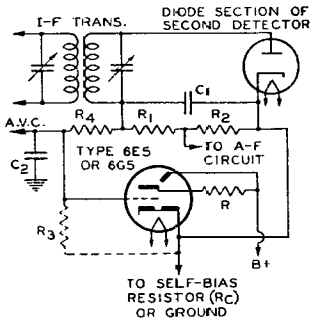 I-F TRANS.
DIODE SECTION OF
SECOND DETECTOR
C1
A.V.C.
R4
R1
R2
C2
TYPE 6E5
OR 6G5
TO A-F
CIRCUIT
R
R3
B+
TO SELF-BIAS
RESISTOR (RC)
OR GROUND